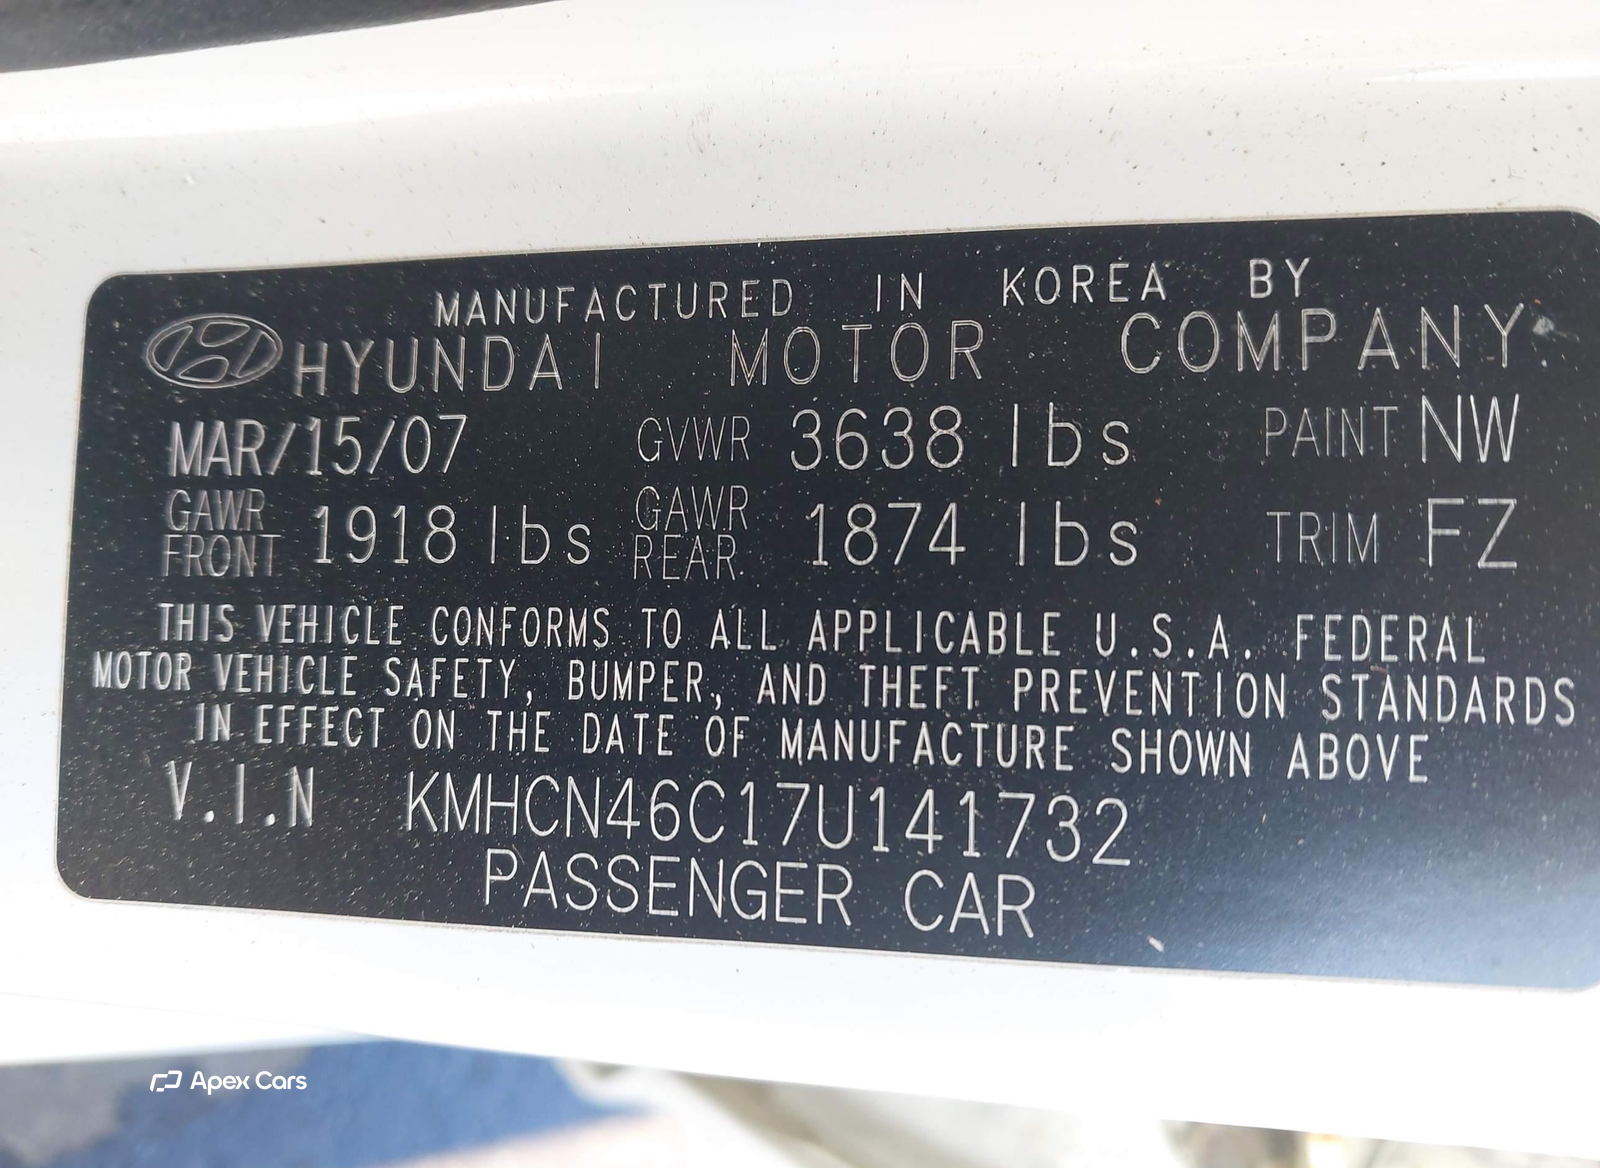 MANUFACTURED IN KOREA BY
HYUNDAI MOTOR COMPANY
MAR/15/07 GVWR 3638 lbs PAINT NW
GAWR FRONT 1918 lbs GAWR REAR 1874 lbs TRIM FZ
THIS VEHICLE CONFORMS TO ALL APPLICABLE U.S.A. FEDERAL
MOTOR VEHICLE SAFETY, BUMPER, AND THEFT PREVENTION STANDARDS
IN EFFECT ON THE DATE OF MANUFACTURE SHOWN ABOVE
V.I.N KMHCN46C17U141732
PASSENGER CAR
Apex Cars